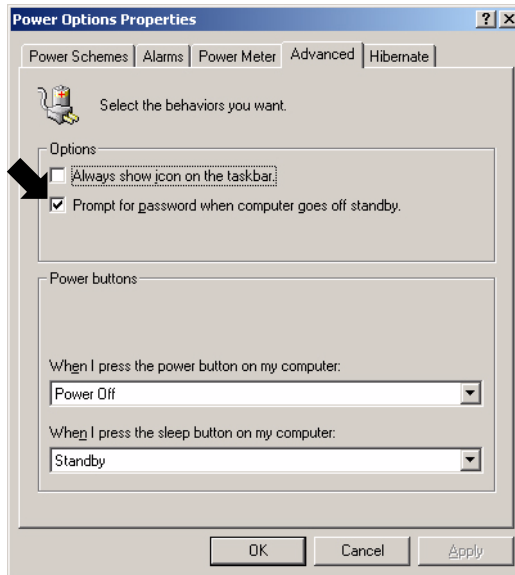 Power Options Properties
Power Schemes
Alarms
Power Meter
Advanced
Hibernate
Select the behaviors you want.
Options
Always show icon on the taskbar.
Prompt for password when computer goes off standby.
Power buttons
When I press the power button on my computer:
Power Off
When I press the sleep button on my computer:
Standby
OK
Cancel
Apply